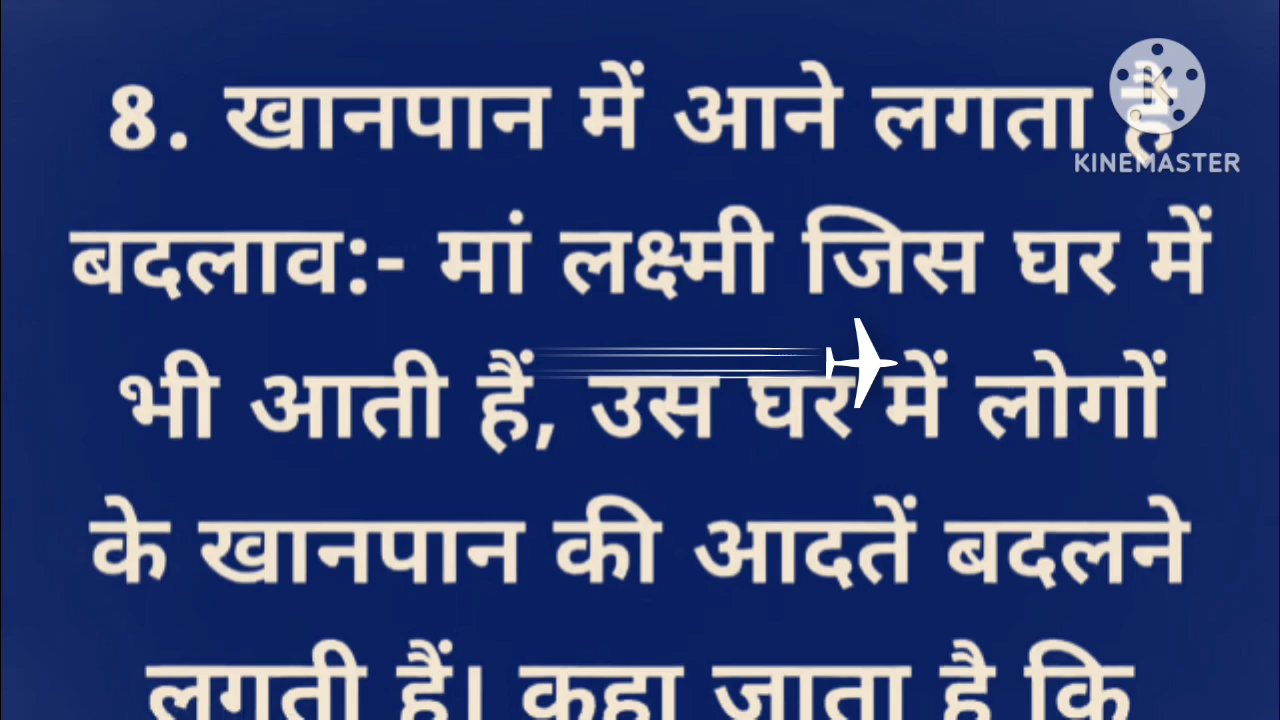 8. खानपान में आने लगता है
KINEMASTER
बदलाव:- मां लक्ष्मी जिस घर में
भी आती हैं, उस घर में लोगों
के खानपान की आदतें बदलने
लगती हैं। कहा जाता है कि